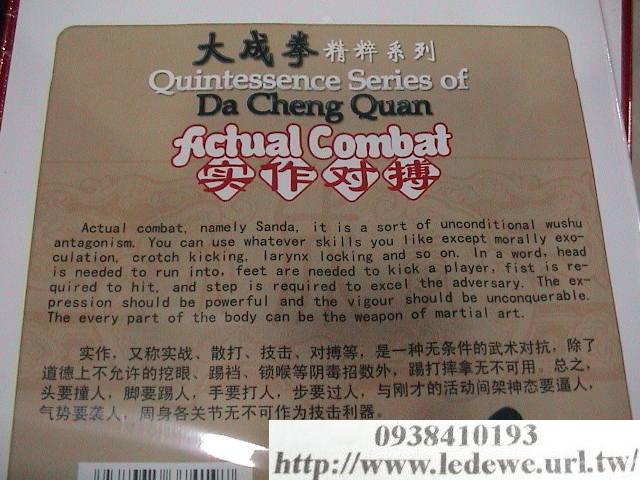 大成拳精粹系列
Quintessence Series of
Da Cheng Quan
Actual Combat
实作对搏
Actual combat, namely Sanda, it is a sort of unconditional wushu
antagonism. You can use whatever skills you like except morally exo-
culation, crotch kicking, larynx locking and so on. In a word, head
is needed to run into, feet are needed to kick a player, fist is re-
quired to hit, and step is required to excel the adversary. The ex-
pression should be powerful and the vigour should be unconquerable.
The every part of the body can be the weapon of martial art.
实作，又称实战、散打、技击、对搏等，是一种无条件的武术对抗，除了
道德上不允许的挖眼、踢裆、锁喉等阴毒招数外，踢打摔拿无不可用。总之，
头要撞人，脚要踢人，手要打人，步要过人，与刚才的活动间架神态要逼人，
气势要袭人，周身各关节无不可作为技击利器。
0938410193
http://www.ledewe.url.tw/